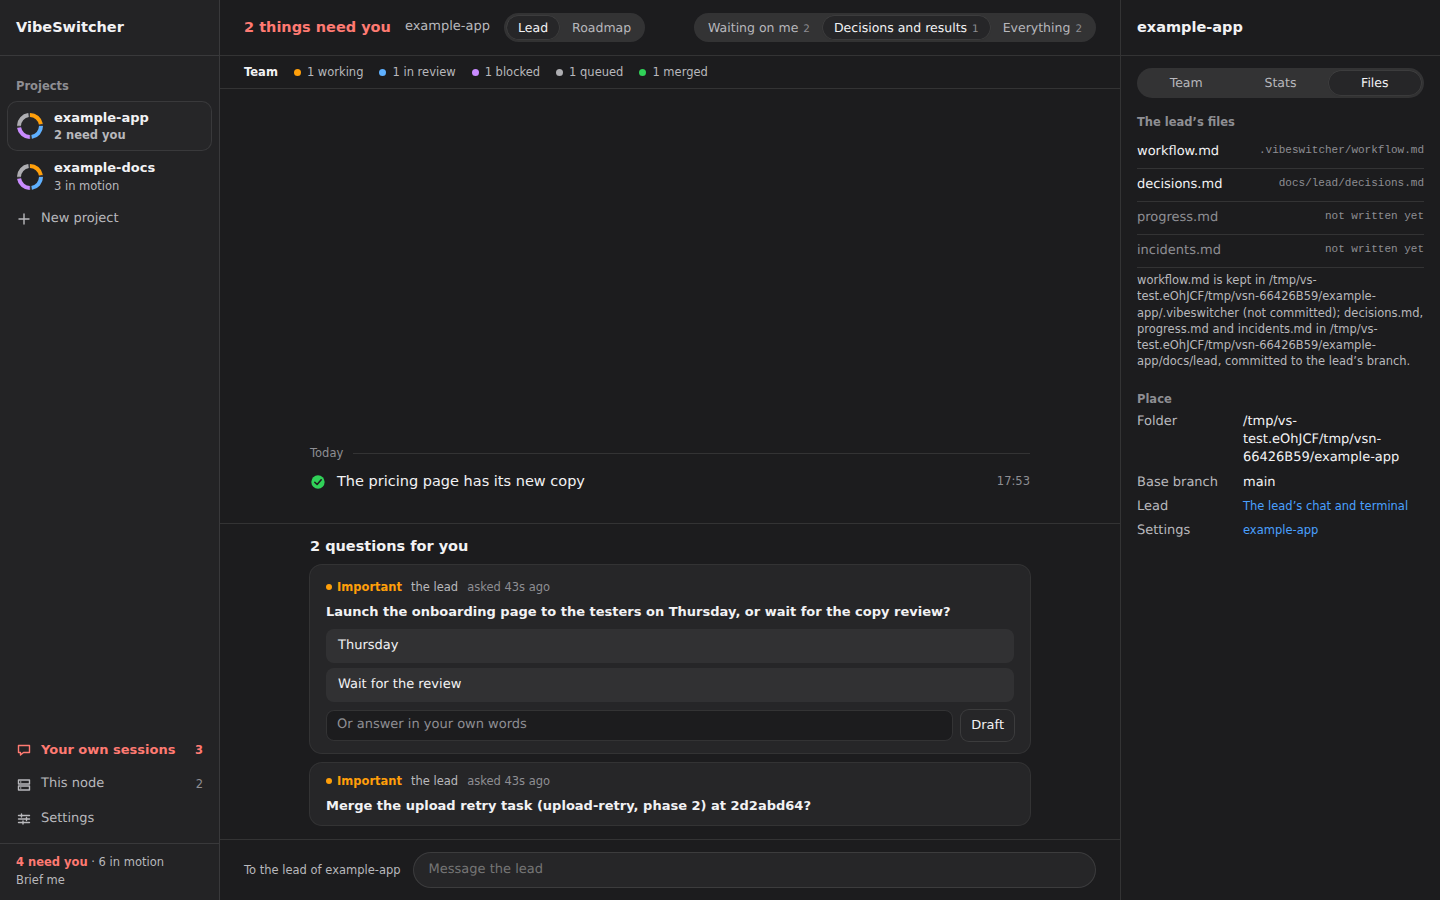 VibeSwitcher
Projects
example-app
2 need you
example-docs
3 in motion
New project
Your own sessions 3
This node 2
Settings
4 need you · 6 in motion
Brief me
2 things need you example-app Lead Roadmap Waiting on me 2 Decisions and results 1 Everything 2
Team 1 working 1 in review 1 blocked 1 queued 1 merged
Today
The pricing page has its new copy 17:53
2 questions for you
Important the lead asked 43s ago
Launch the onboarding page to the testers on Thursday, or wait for the copy review?
Thursday
Wait for the review
Or answer in your own words Draft
Important the lead asked 43s ago
Merge the upload retry task (upload-retry, phase 2) at 2d2abd64?
To the lead of example-app Message the lead
example-app
Team Stats Files
The lead’s files
workflow.md .vibeswitcher/workflow.md
decisions.md docs/lead/decisions.md
progress.md not written yet
incidents.md not written yet
workflow.md is kept in /tmp/vs-
test.eOhJCF/tmp/vsn-66426B59/example-
app/.vibeswitcher (not committed); decisions.md,
progress.md and incidents.md in /tmp/vs-
test.eOhJCF/tmp/vsn-66426B59/example-
app/docs/lead, committed to the lead’s branch.
Place
Folder /tmp/vs-
test.eOhJCF/tmp/vsn-
66426B59/example-app
Base branch main
Lead The lead’s chat and terminal
Settings example-app